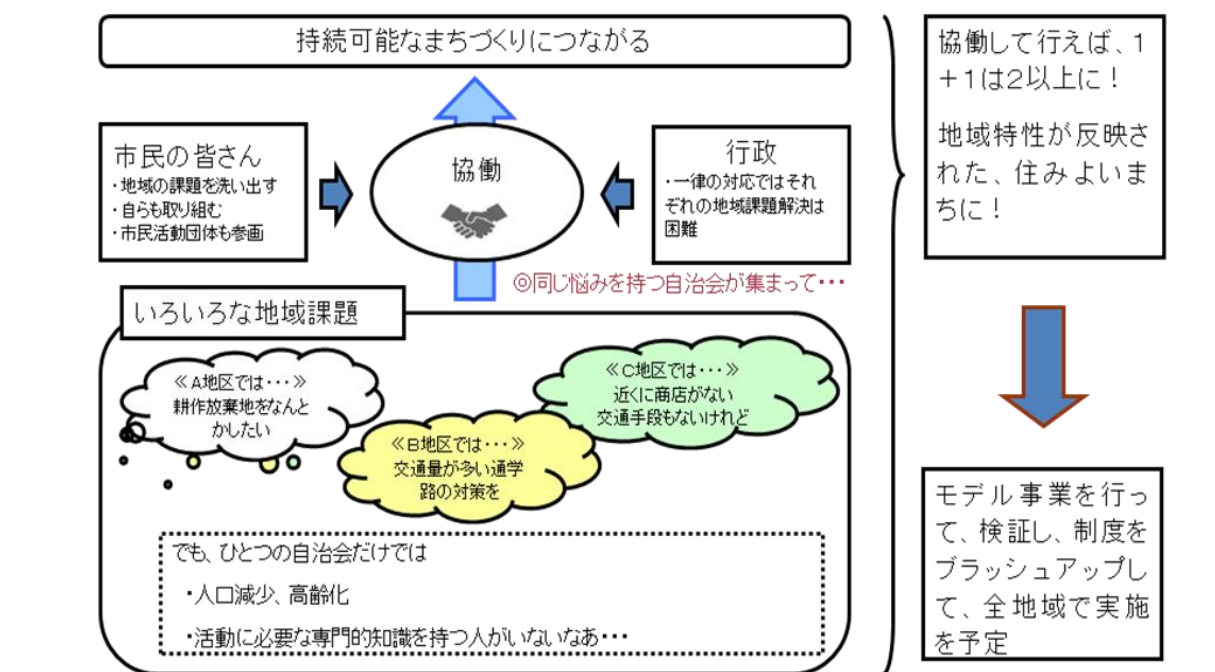 持続可能なまちづくりにつながる
市民の皆さん
・地域の課題を洗い出す
・自らも取り組む
・市民活動団体も参画
協働
行政
・一律の対応ではそれ
ぞれの地域課題解決は
困難
◎同じ悩みを持つ自治会が集まって・・・
いろいろな地域課題
≪A地区では・・・≫
耕作放棄地をなんと
かしたい
≪B地区では・・・≫
交通量が多い通学
路の対策を
≪C地区では・・・≫
近くに商店がない
交通手段もないけれど
でも、ひとつの自治会だけでは
・人口減少、高齢化
・活動に必要な専門的知識を持つ人がいないなあ・・・
協働して行えば、1
+1は2以上に!
地域特性が反映さ
れた、住みよいま
ちに!
モデル事業を行っ
て、検証し、制度を
ブラッシュアップし
て、全地域で実施
を予定